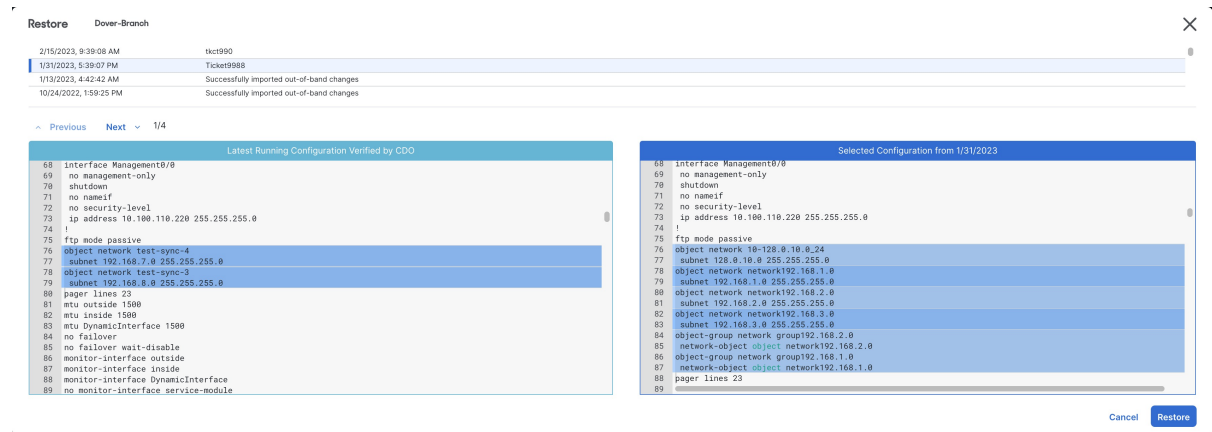 Restore Dover-Branch
2/15/2023, 9:39:08 AM tkct990
1/31/2023, 5:39:07 PM Ticket9988
1/13/2023, 4:42:42 AM Successfully imported out-of-band changes
10/24/2022, 1:59:25 PM Successfully imported out-of-band changes
Previous Next 1/4
Latest Running Configuration Verified by CDO
68 interface Management0/0
69 no management-only
70 shutdown
71 no nameif
72 no security-level
73 ip address 10.100.110.220 255.255.255.0
74 !
75 ftp mode passive
76 object network test-sync-4
77 subnet 192.168.7.0 255.255.255.0
78 object network test-sync-3
79 subnet 192.168.8.0 255.255.255.0
80 pager lines 23
81 mtu outside 1500
82 mtu inside 1500
83 mtu DynamicInterface 1500
84 no failover
85 no failover wait-disable
86 monitor-interface outside
87 monitor-interface inside
88 monitor-interface DynamicInterface
89 no monitor-interface service-module
Selected Configuration from 1/31/2023
68 interface Management0/0
69 no management-only
70 shutdown
71 no nameif
72 no security-level
73 ip address 10.100.110.220 255.255.255.0
74 !
75 ftp mode passive
76 object network 10-128.0.10.0_24
77 subnet 128.0.10.0 255.255.255.0
78 object network network192.168.1.0
79 subnet 192.168.1.0 255.255.255.0
80 object network network192.168.2.0
81 subnet 192.168.2.0 255.255.255.0
82 object network network192.168.3.0
83 subnet 192.168.3.0 255.255.255.0
84 object-group network group192.168.2.0
85 network-object object network192.168.2.0
86 object-group network group192.168.1.0
87 network-object object network192.168.1.0
88 pager lines 23
89
Cancel Restore